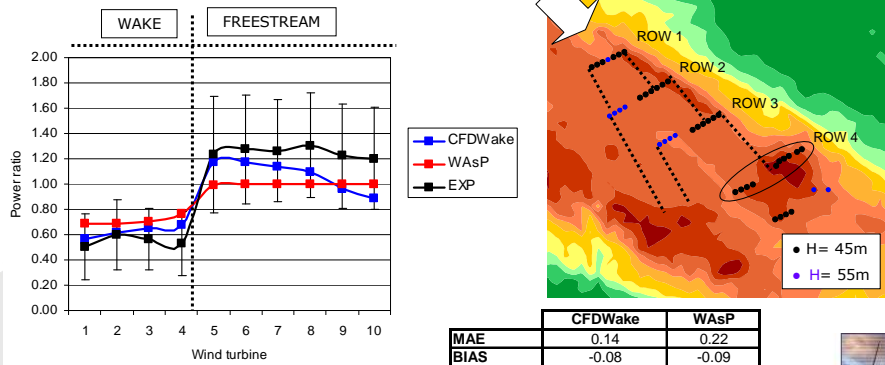 WAKE FREESTREAM
2.00
1.80
1.60
1.40
1.20
1.00
0.80
0.60
0.40
0.20
0.00
Power ratio
1 2 3 4 5 6 7 8 9 10
Wind turbine
CFDWake
WAsP
EXP
ROW 1
ROW 2
ROW 3
ROW 4
H= 45m
H= 55m
CFDWake WAsP
MAE 0.14 0.22
BIAS -0.08 -0.09